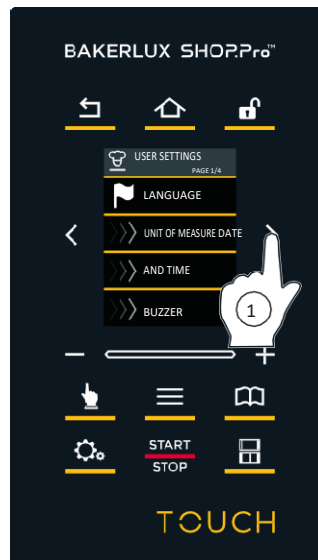 BAKERLUX SHOP.Pro™
USER SETTINGS
PAGE 1/4
LANGUAGE
UNIT OF MEASURE DATE
AND TIME
BUZZER
1
START
STOP
TOUCH